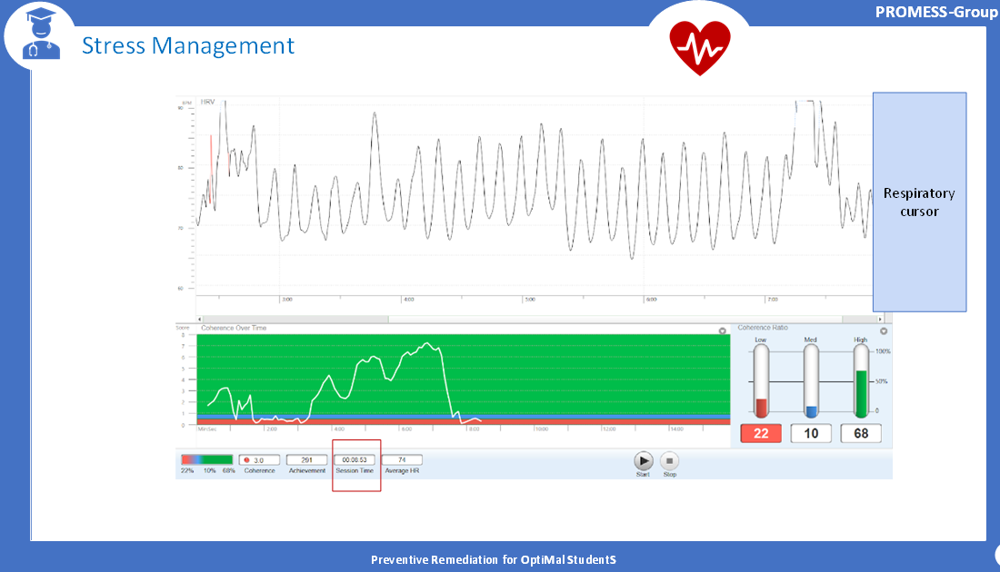 PROMESS-Group
Stress Management
BPM
HRV
90
80
70
60
3:00
4:00
5:00
6:00
7:00
Respiratory
cursor
Score
Coherence Over Time
8
7
6
5
4
3
2
1
0
Min:Sec
2:00
4:00
6:00
8:00
10:00
12:00
14:00
Coherence Ratio
Low
Med
High
100%
50%
0
22
10
68
3.0
291
00:08:53
74
22%
10%
68%
Coherence
Achievement
Session Time
Average HR
Start
Stop
Preventive Remediation for OptiMal StudentS